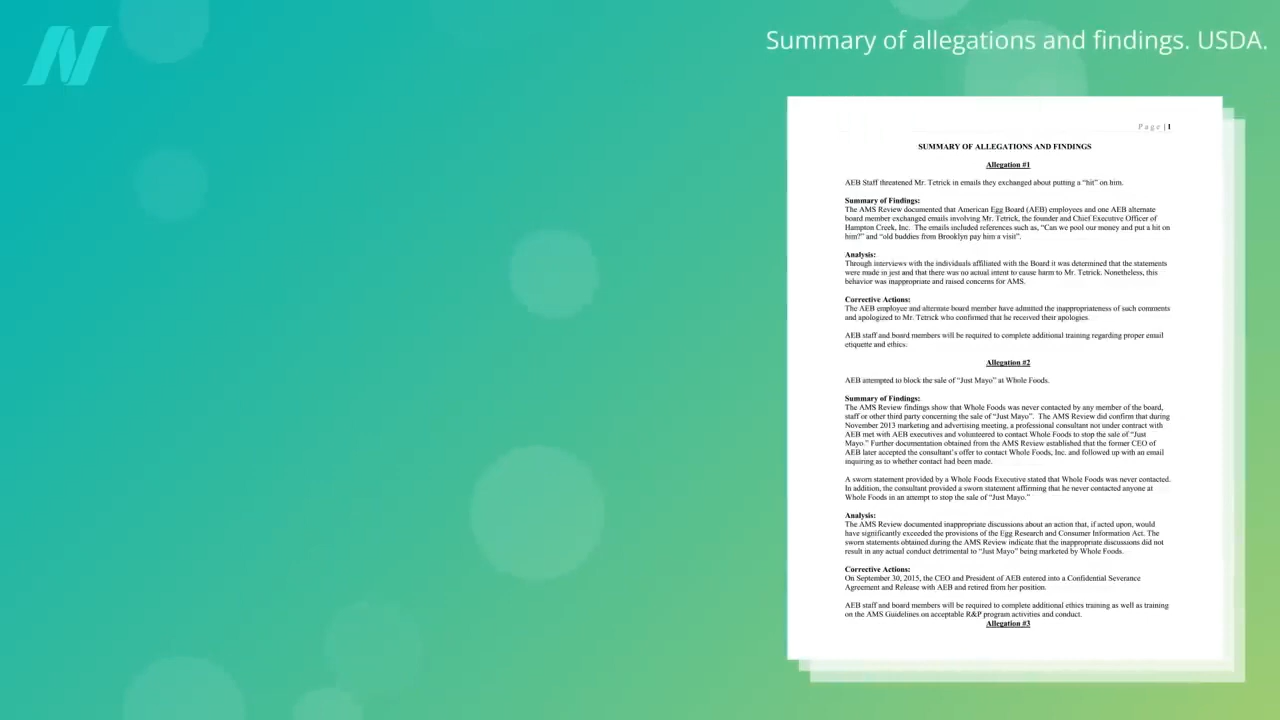 Summary of allegations and findings. USDA.
Page | 1
SUMMARY OF ALLEGATIONS AND FINDINGS
Allegation #1
AEB Staff threatened Mr. Tetrick in emails they exchanged about putting a “hit” on him.
Summary of Findings:
The AMS Review documented that American Egg Board (AEB) employees and one AEB alternate
board member exchanged emails involving Mr. Tetrick, the founder and Chief Executive Officer of
Hampton Creek, Inc. The emails included references such as, “Can we pool our money and put a hit on
him?” and “old buddies from Brooklyn pay him a visit”.
Analysis:
Through interviews with the individuals affiliated with the Board it was determined that the statements
were made in jest and that there was no actual intent to cause harm to Mr. Tetrick. Nonetheless, this
behavior was inappropriate and raised concerns for AMS.
Corrective Actions:
The AEB employee and alternate board member have admitted the inappropriateness of such comments
and apologized to Mr. Tetrick who confirmed that he received their apologies.
AEB staff and board members will be required to complete additional training regarding proper email
etiquette and ethics.
Allegation #2
AEB attempted to block the sale of “Just Mayo” at Whole Foods.
Summary of Findings:
The AMS Review findings show that Whole Foods was never contacted by any member of the board,
staff or other third party concerning the sale of “Just Mayo”. The AMS Review did confirm that during
November 2013 marketing and advertising meeting, a professional consultant not under contract with
AEB met with AEB executives and volunteered to contact Whole Foods to stop the sale of “Just
Mayo.” Further documentation obtained from the AMS Review established that the former CEO of
AEB later accepted the consultant’s offer to contact Whole Foods, Inc. and followed up with an email
inquiring as to whether contact had been made.
A sworn statement provided by a Whole Foods Executive stated that Whole Foods was never contacted.
In addition, the consultant provided a sworn statement affirming that he never contacted anyone at
Whole Foods in an attempt to stop the sale of “Just Mayo.”
Analysis:
The AMS Review documented inappropriate discussions about an action that, if acted upon, would
have significantly exceeded the provisions of the Egg Research and Consumer Information Act. The
sworn statements obtained during the AMS Review indicate that the inappropriate discussions did not
result in any actual conduct detrimental to “Just Mayo” being marketed by Whole Foods.
Corrective Actions:
On September 30, 2015, the CEO and President of AEB entered into a Confidential Severance
Agreement and Release with AEB and retired from her position.
AEB staff and board members will be required to complete additional ethics training as well as training
on the AMS Guidelines on acceptable R&P program activities and conduct.
Allegation #3